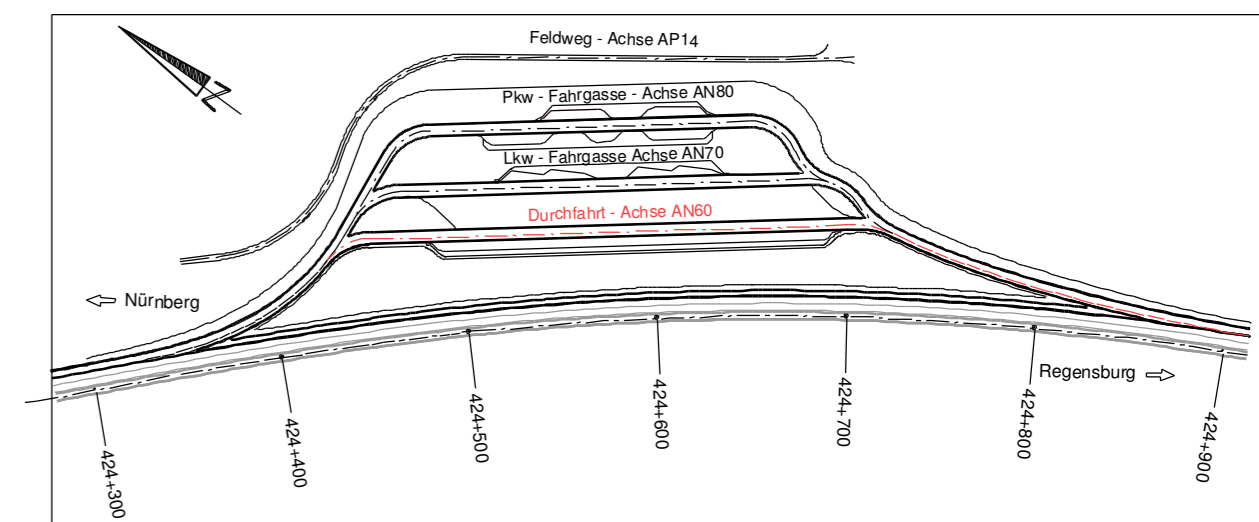 Feldweg - Achse AP14
Pkw - Fahrgasse - Achse AN80
Lkw - Fahrgasse Achse AN70
Durchfahrt - Achse AN60
N
Nürnberg
Regensburg
424+300
424+400
424+500
424+600
424+700
424+800
424+900